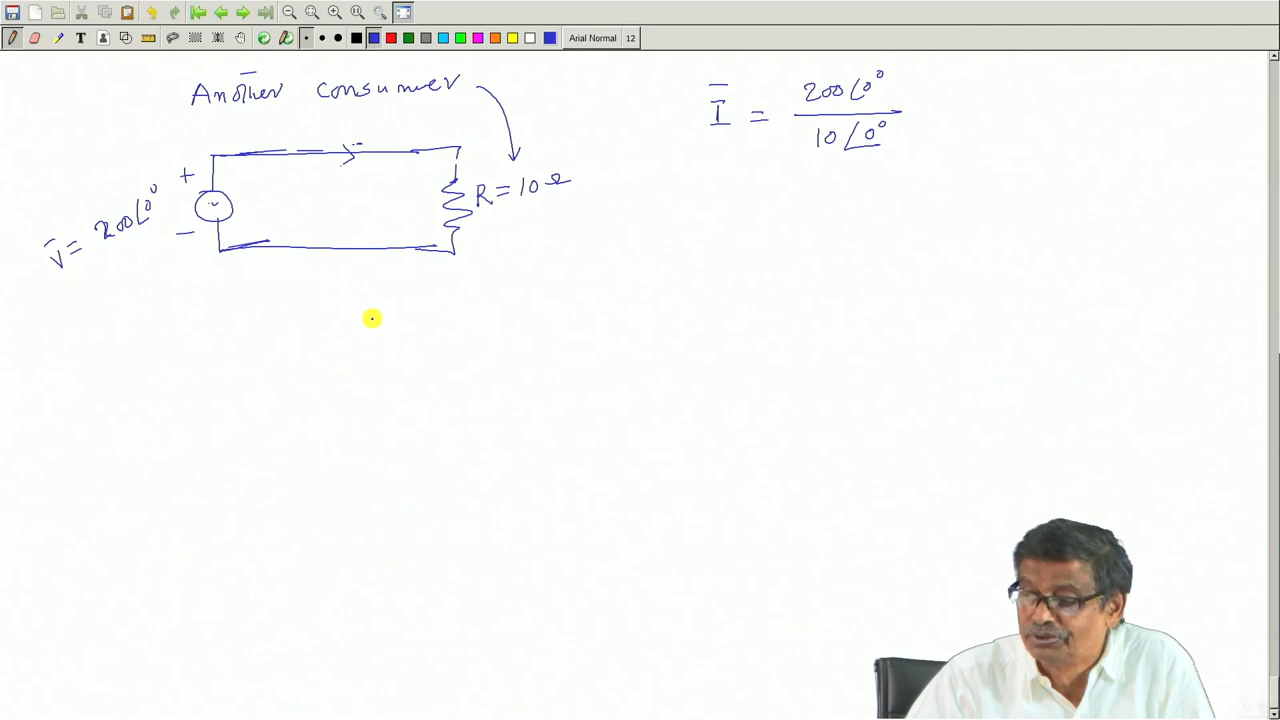 Arial Normal 12
Another consumer
V̅ = 200∠0°
+
−
R = 10 Ω
I̅ = 200∠0° / 10∠0°